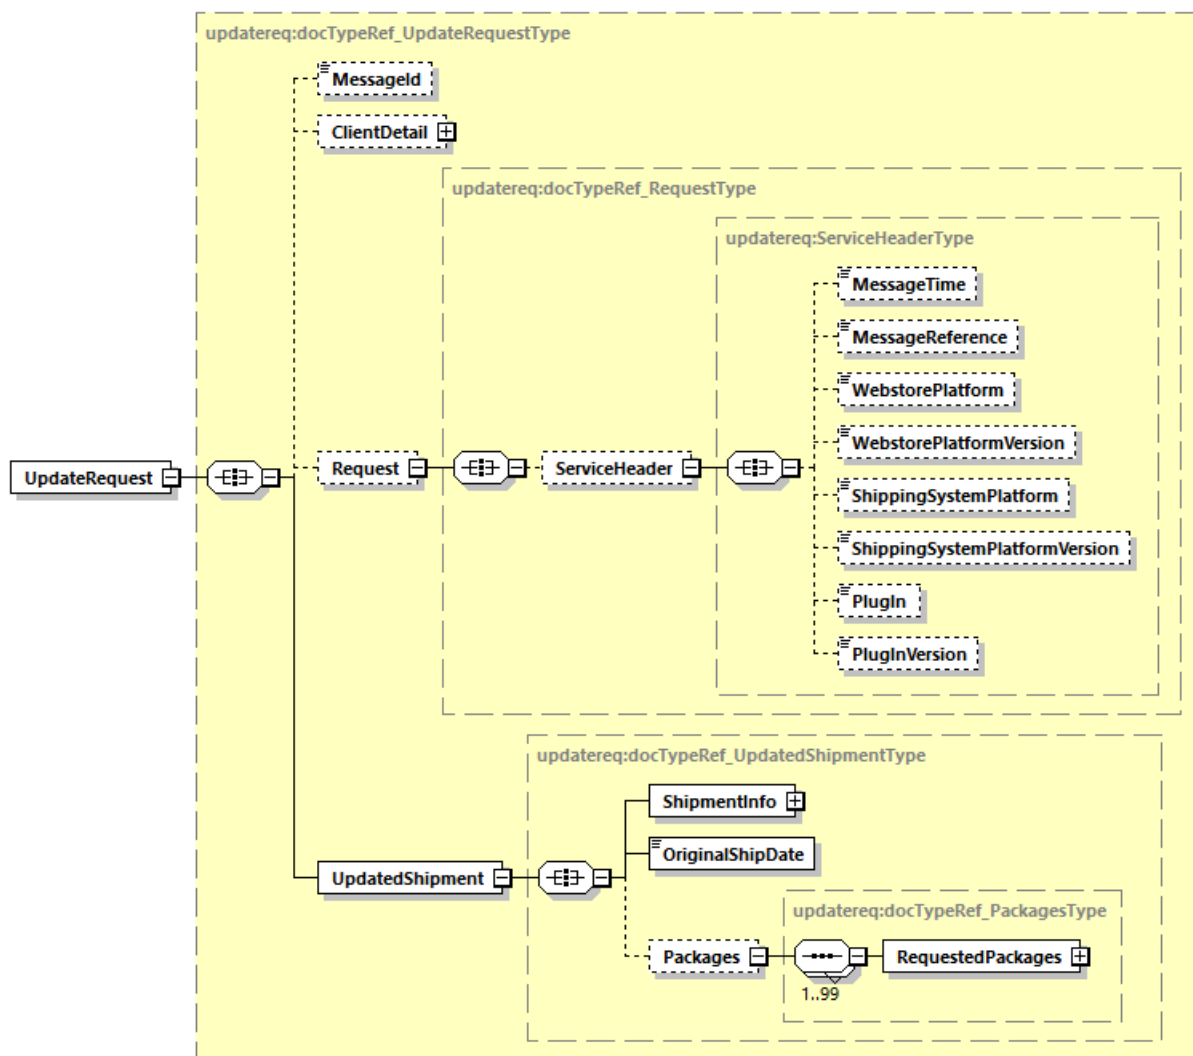 updatereq:docTypeRef_UpdateRequestType
MessageId
ClientDetail
updatereq:docTypeRef_RequestType
updatereq:ServiceHeaderType
MessageTime
MessageReference
WebstorePlatform
WebstorePlatformVersion
UpdateRequest
Request
ServiceHeader
ShippingSystemPlatform
ShippingSystemPlatformVersion
PlugIn
PlugInVersion
updatereq:docTypeRef_UpdatedShipmentType
ShipmentInfo
OriginalShipDate
UpdatedShipment
updatereq:docTypeRef_PackagesType
Packages
RequestedPackages
1..99